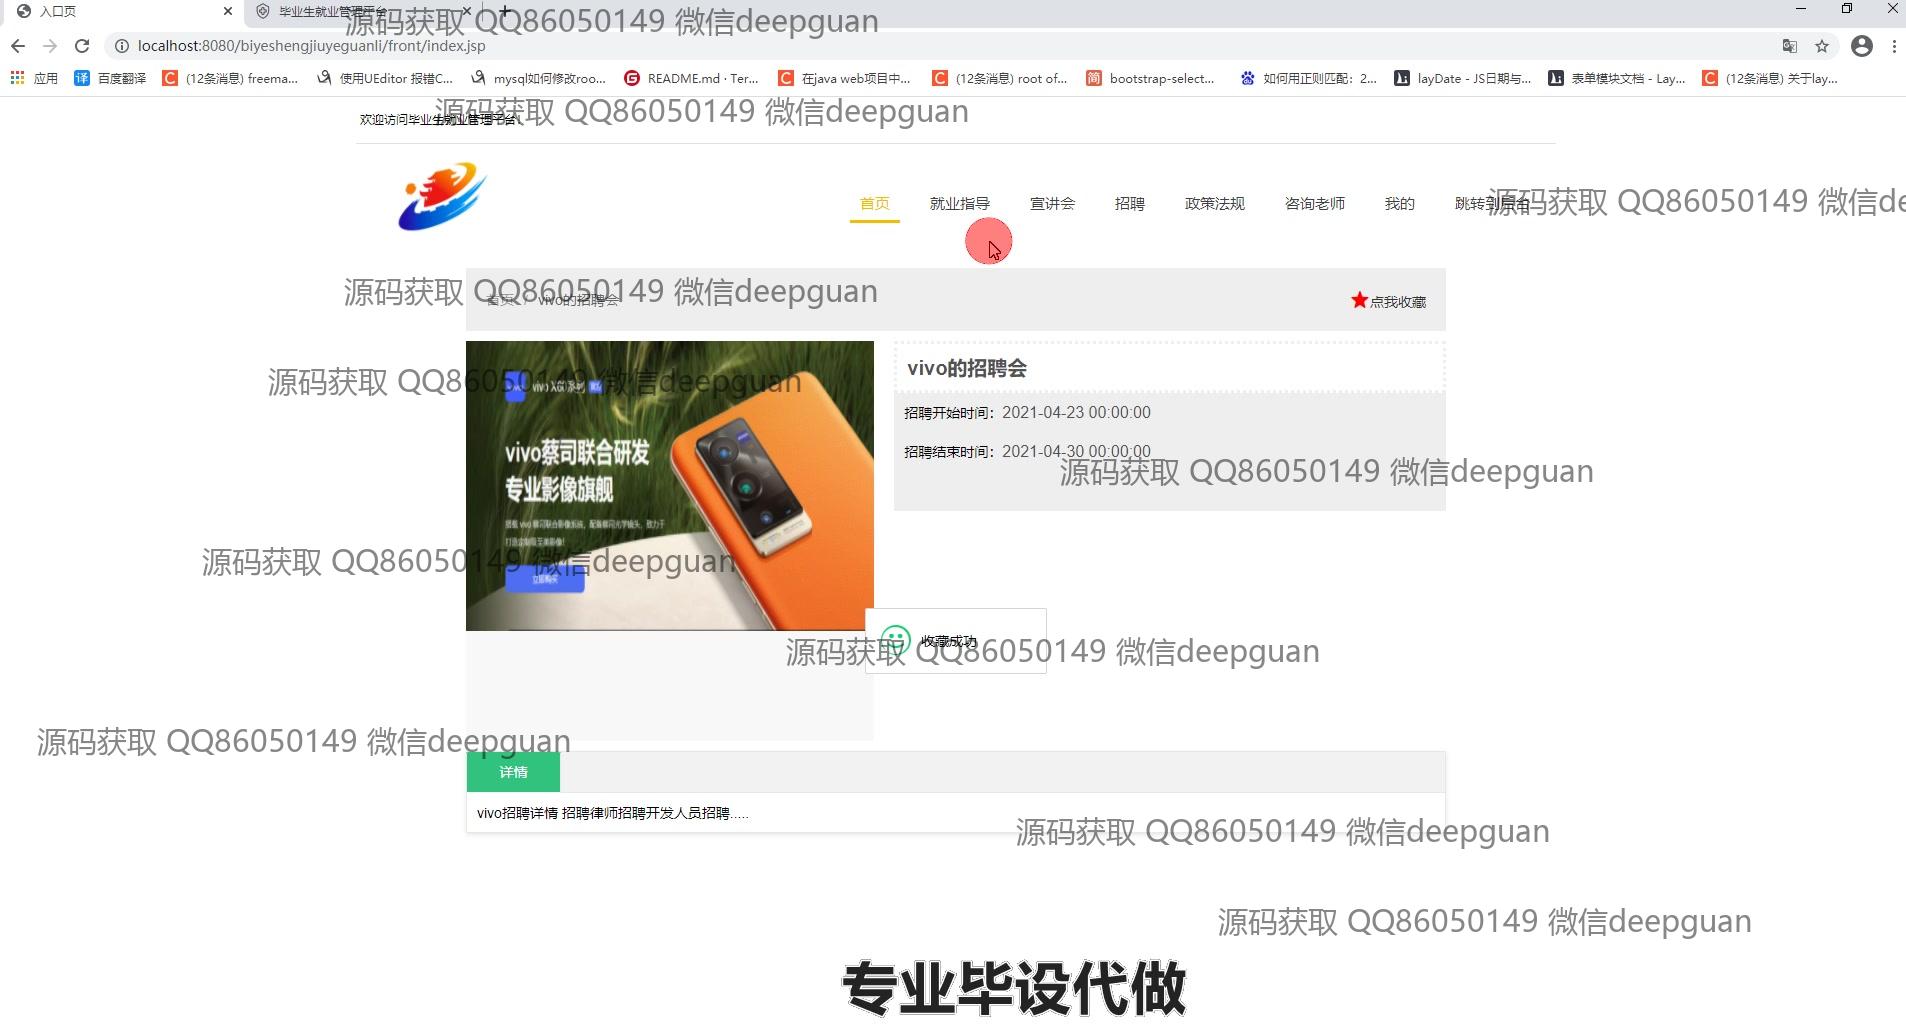 入口页
毕业生就业管理平台
源码获取 QQ86050149 微信deepguan
localhost:8080/biyeshengjiuyeguanli/front/index.jsp
应用
百度翻译
(12条消息) freema...
使用UEditor 报错C...
mysql如何修改roo...
README.md · Ter...
在java web项目中...
(12条消息) root of...
bootstrap-select...
如何用正则匹配：2...
layDate - JS日期与...
表单模块文档 - Lay...
(12条消息) 关于lay...
源码获取 QQ86050149 微信deepguan
欢迎访问毕业生就业管理平台
首页
就业指导
宣讲会
招聘
政策法规
咨询老师
我的
跳转到后台
源码获取 QQ86050149 微信de
源码获取 QQ86050149 微信deepguan
首页 / vivo的招聘会
点我收藏
vivo的招聘会
源码获取 QQ86050149 微信deepguan
vivo X60系列
招聘开始时间：2021-04-23 00:00:00
vivo蔡司联合研发
招聘结束时间：2021-04-30 00:00:00
源码获取 QQ86050149 微信deepguan
专业影像旗舰
源码获取 QQ86050149 微信deepguan
立即购买
收藏成功
源码获取 QQ86050149 微信deepguan
源码获取 QQ86050149 微信deepguan
详情
vivo招聘详情 招聘律师招聘开发人员招聘.....
源码获取 QQ86050149 微信deepguan
源码获取 QQ86050149 微信deepguan
专业毕设代做